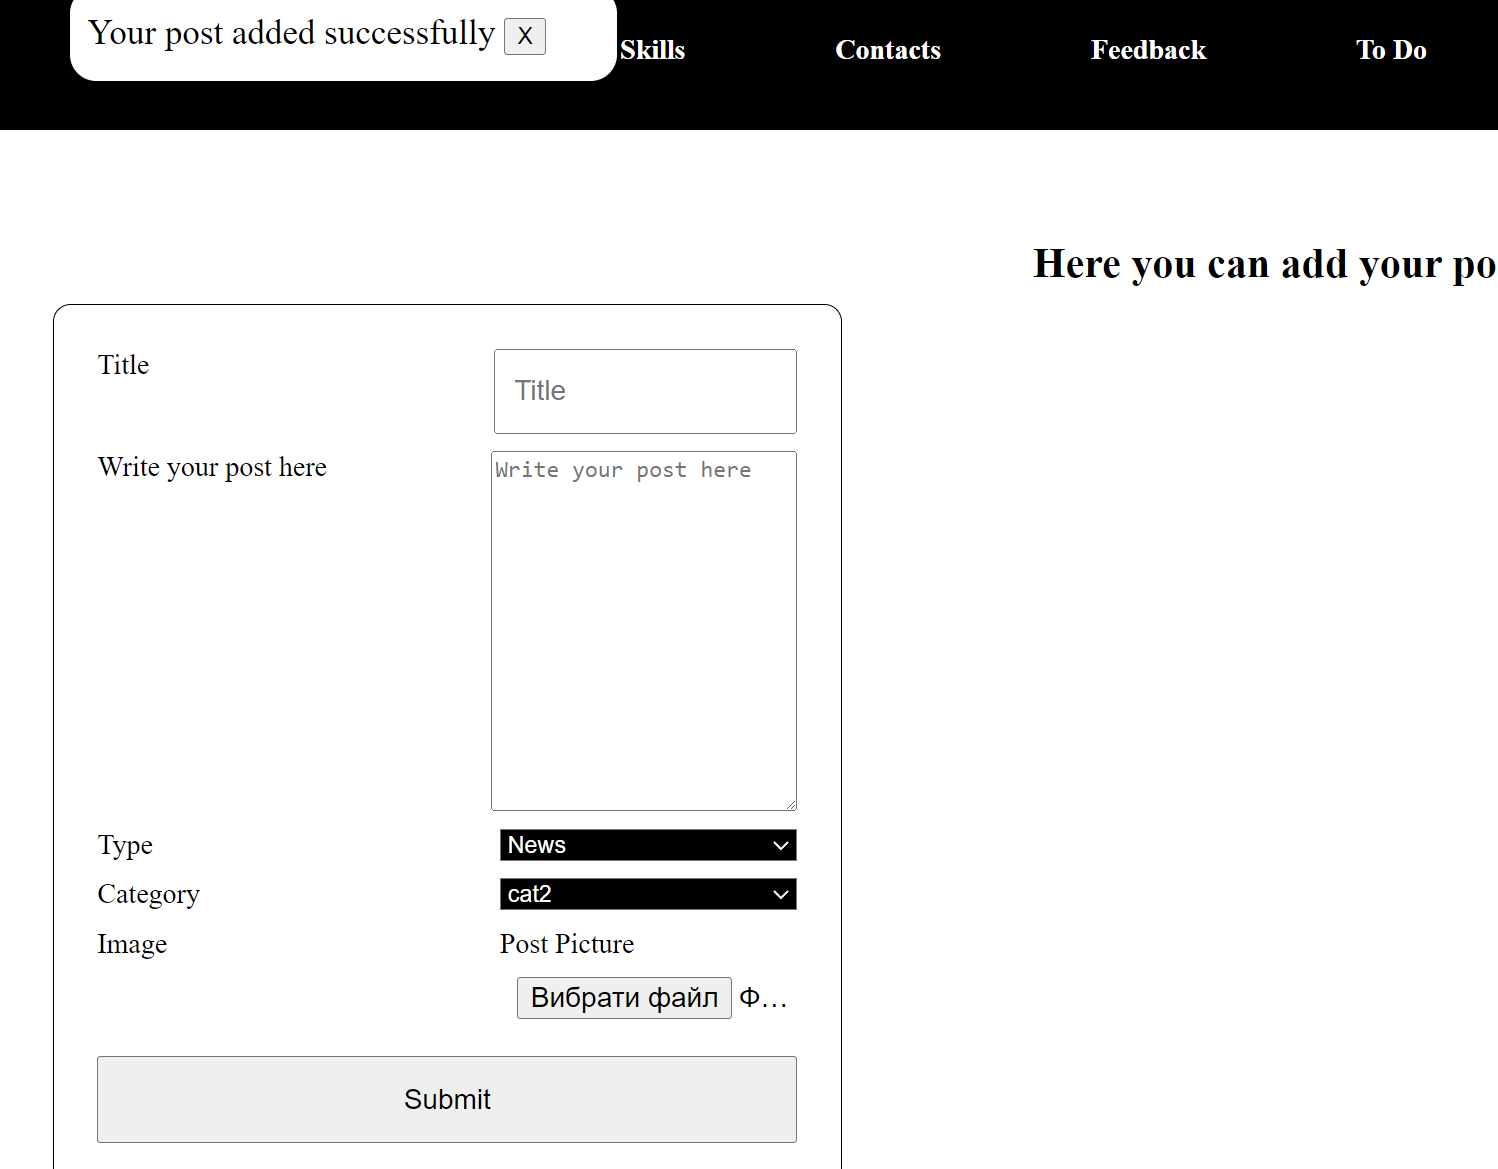 Your post added successfully X
Skills Contacts Feedback To Do
Here you can add your po
Title
Title
Write your post here
Write your post here
Type
News
Category
cat2
Image
Post Picture
Вибрати файл Ф...
Submit